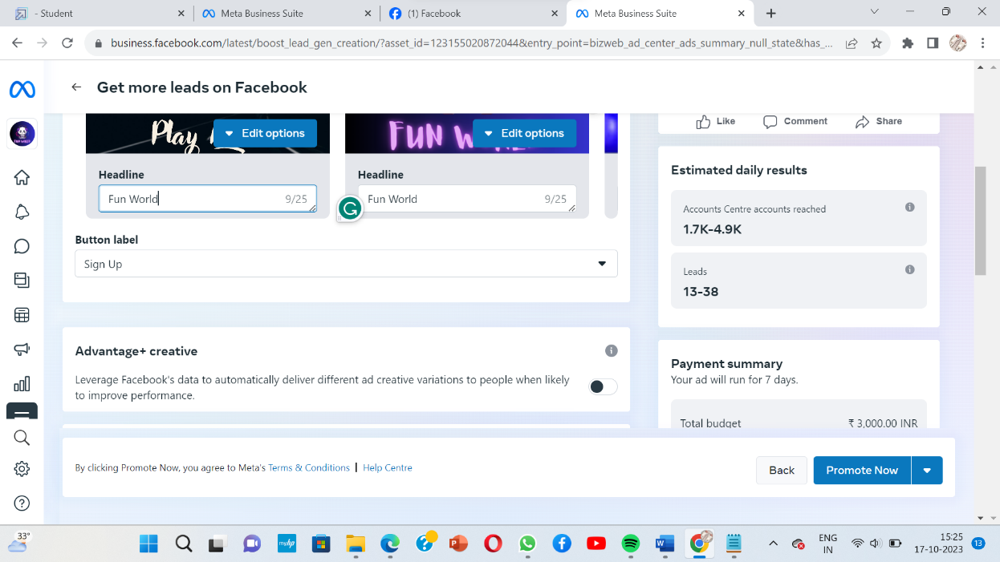 - Student
Meta Business Suite
(1) Facebook
Meta Business Suite
business.facebook.com/latest/boost_lead_gen_creation/?asset_id=123155020872044&entry_point=bizweb_ad_center_ads_summary_null_state&has_...
Get more leads on Facebook
Play
Edit options
FUN
Edit options
Headline
Fun World
9/25
Headline
Fun World
9/25
Button label
Sign Up
Advantage+ creative
Leverage Facebook's data to automatically deliver different ad creative variations to people when likely
to improve performance.
Like
Comment
Share
Estimated daily results
Accounts Centre accounts reached
1.7K-4.9K
Leads
13-38
Payment summary
Your ad will run for 7 days.
Total budget
₹ 3,000.00 INR
By clicking Promote Now, you agree to Meta's Terms & Conditions | Help Centre
Back
Promote Now
33°
ENG
IN
15:25
17-10-2023
13